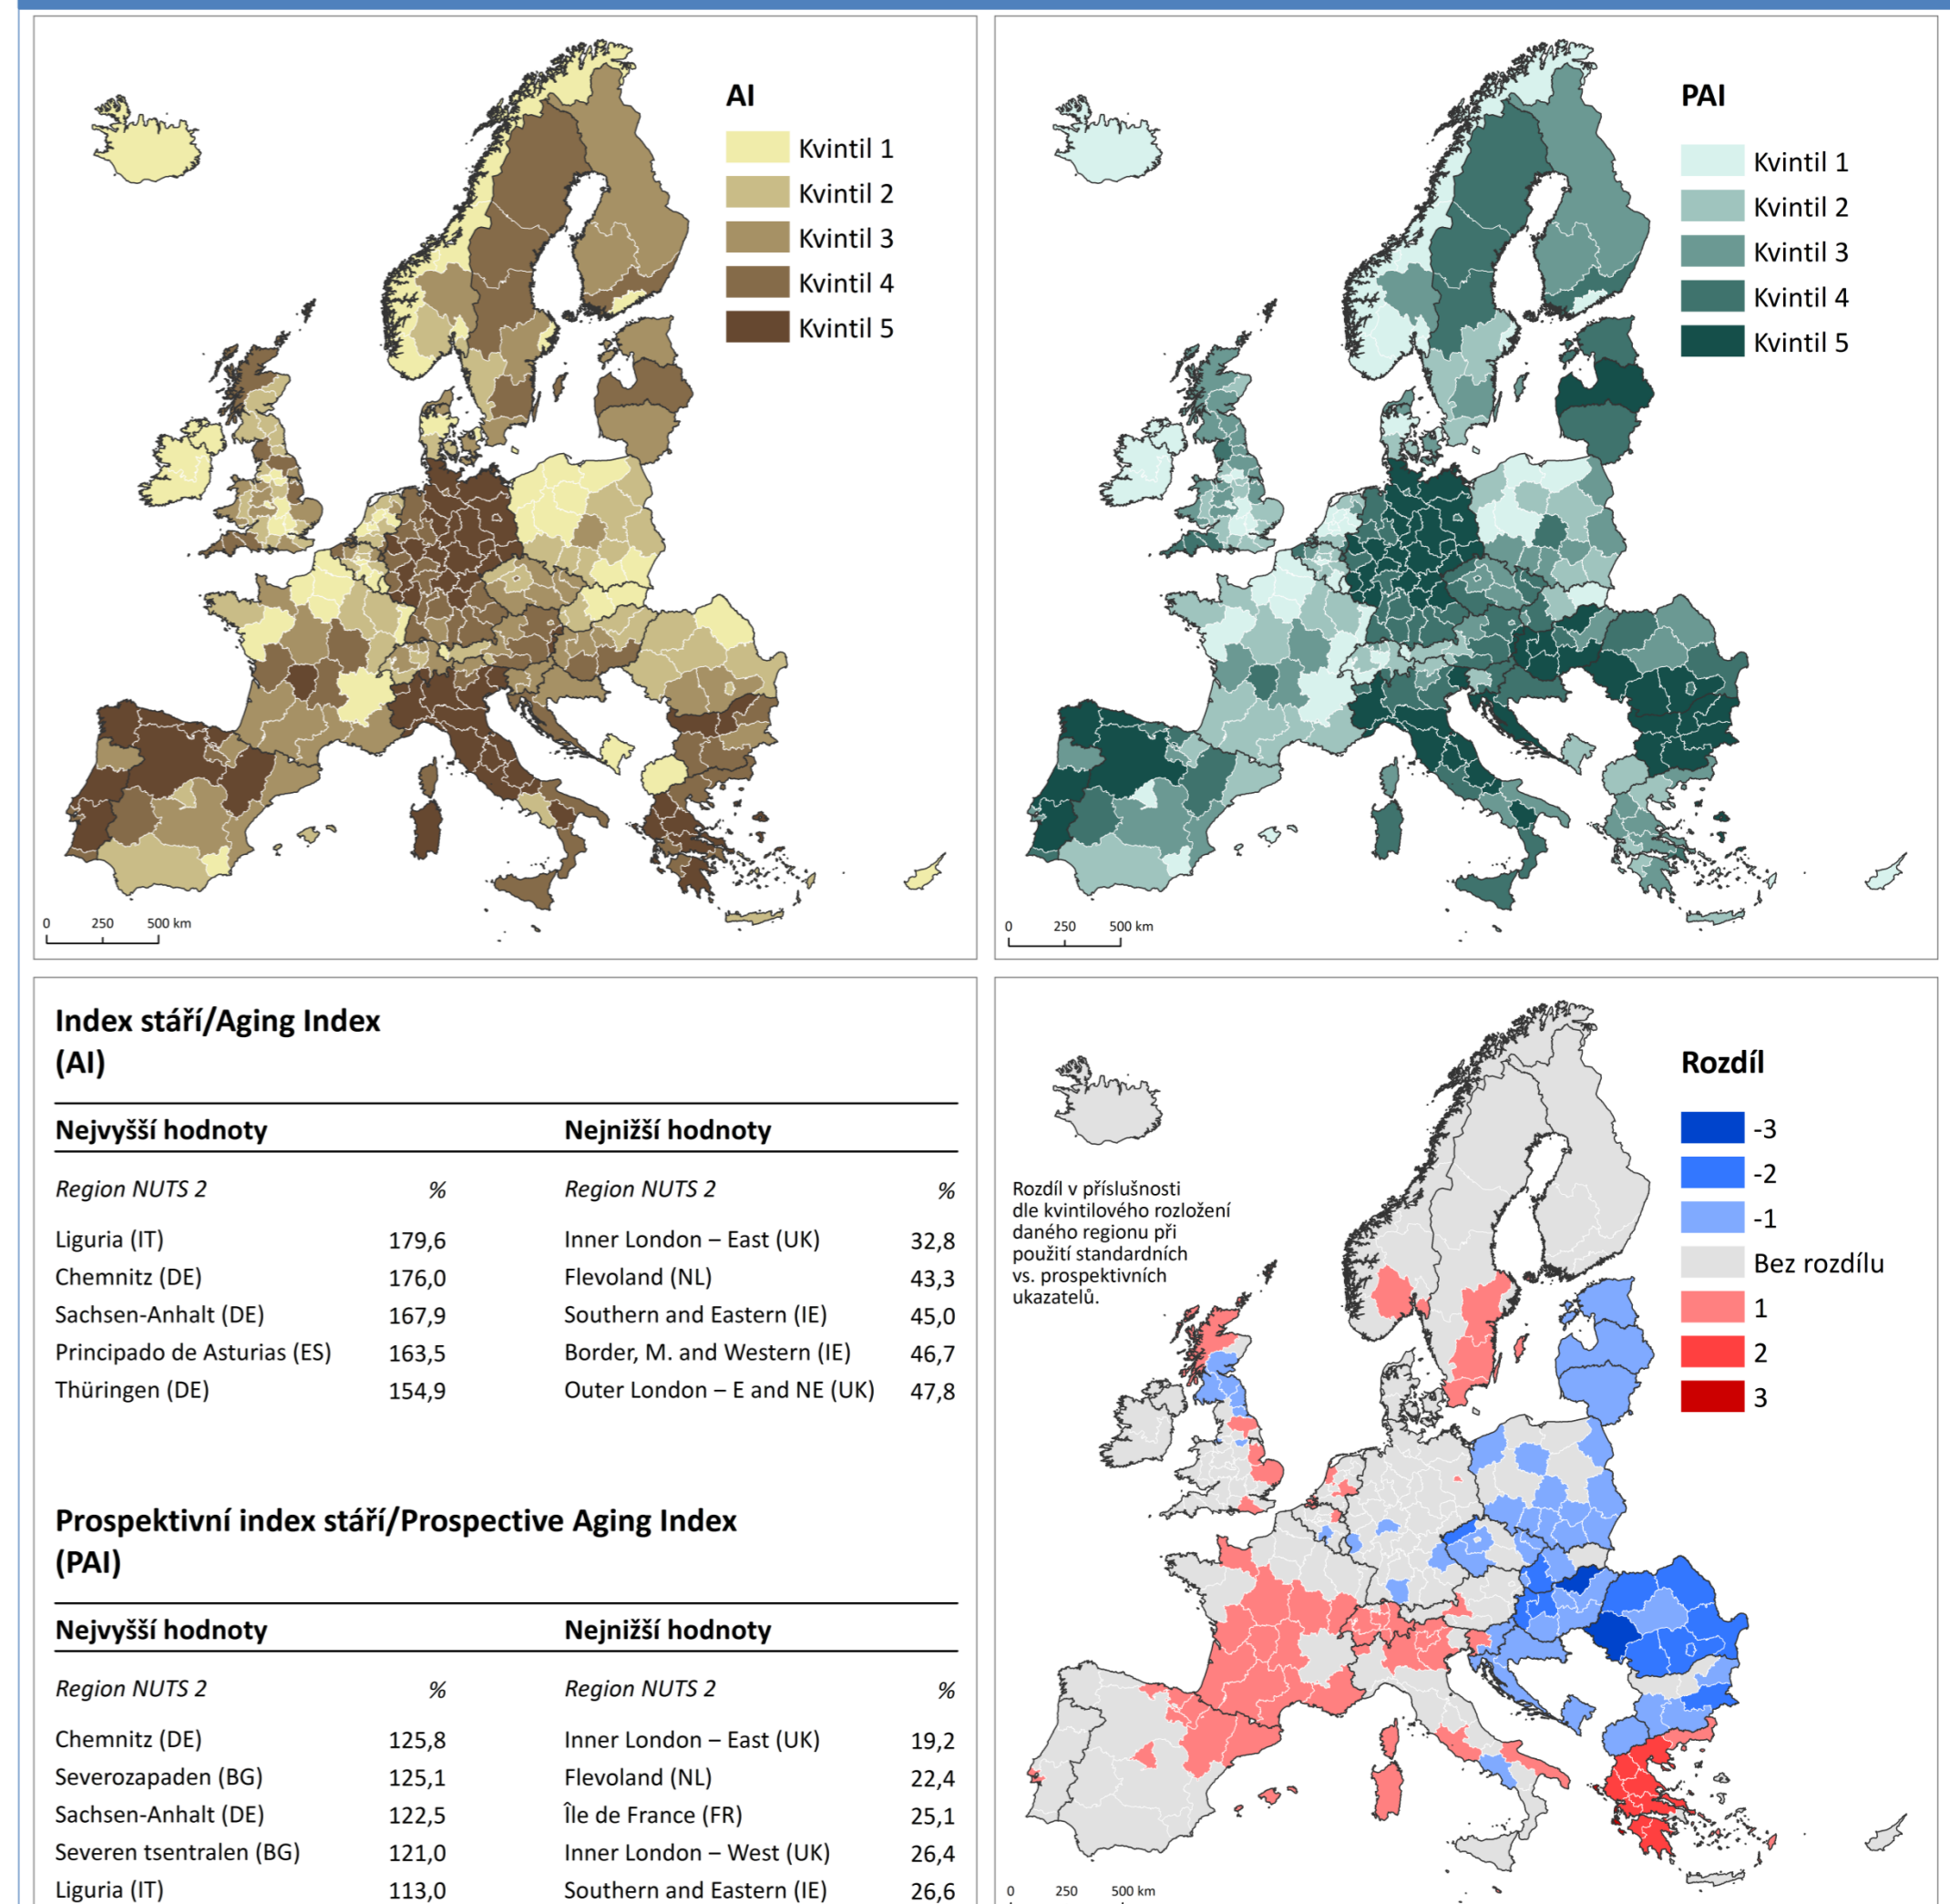 AI
Kvintil 1
Kvintil 2
Kvintil 3
Kvintil 4
Kvintil 5
0 250 500 km
PAI
Kvintil 1
Kvintil 2
Kvintil 3
Kvintil 4
Kvintil 5
0 250 500 km
Index stáří/Aging Index
(AI)
Nejvyšší hodnoty Nejnižší hodnoty
Region NUTS 2 % Region NUTS 2 %
Liguria (IT) 179,6 Inner London – East (UK) 32,8
Chemnitz (DE) 176,0 Flevoland (NL) 43,3
Sachsen-Anhalt (DE) 167,9 Southern and Eastern (IE) 45,0
Principado de Asturias (ES) 163,5 Border, M. and Western (IE) 46,7
Thüringen (DE) 154,9 Outer London – E and NE (UK) 47,8
Prospektivní index stáří/Prospective Aging Index
(PAI)
Nejvyšší hodnoty Nejnižší hodnoty
Region NUTS 2 % Region NUTS 2 %
Chemnitz (DE) 125,8 Inner London – East (UK) 19,2
Severozapaden (BG) 125,1 Flevoland (NL) 22,4
Sachsen-Anhalt (DE) 122,5 Île de France (FR) 25,1
Severen tsentralen (BG) 121,0 Inner London – West (UK) 26,4
Liguria (IT) 113,0 Southern and Eastern (IE) 26,6
Rozdíl
-3
-2
-1
Bez rozdílu
1
2
3
Rozdíl v příslušnosti
dle kvintilového rozložení
daného regionu při
použití standardních
vs. prospektivních
ukazatelů.
0 250 500 km